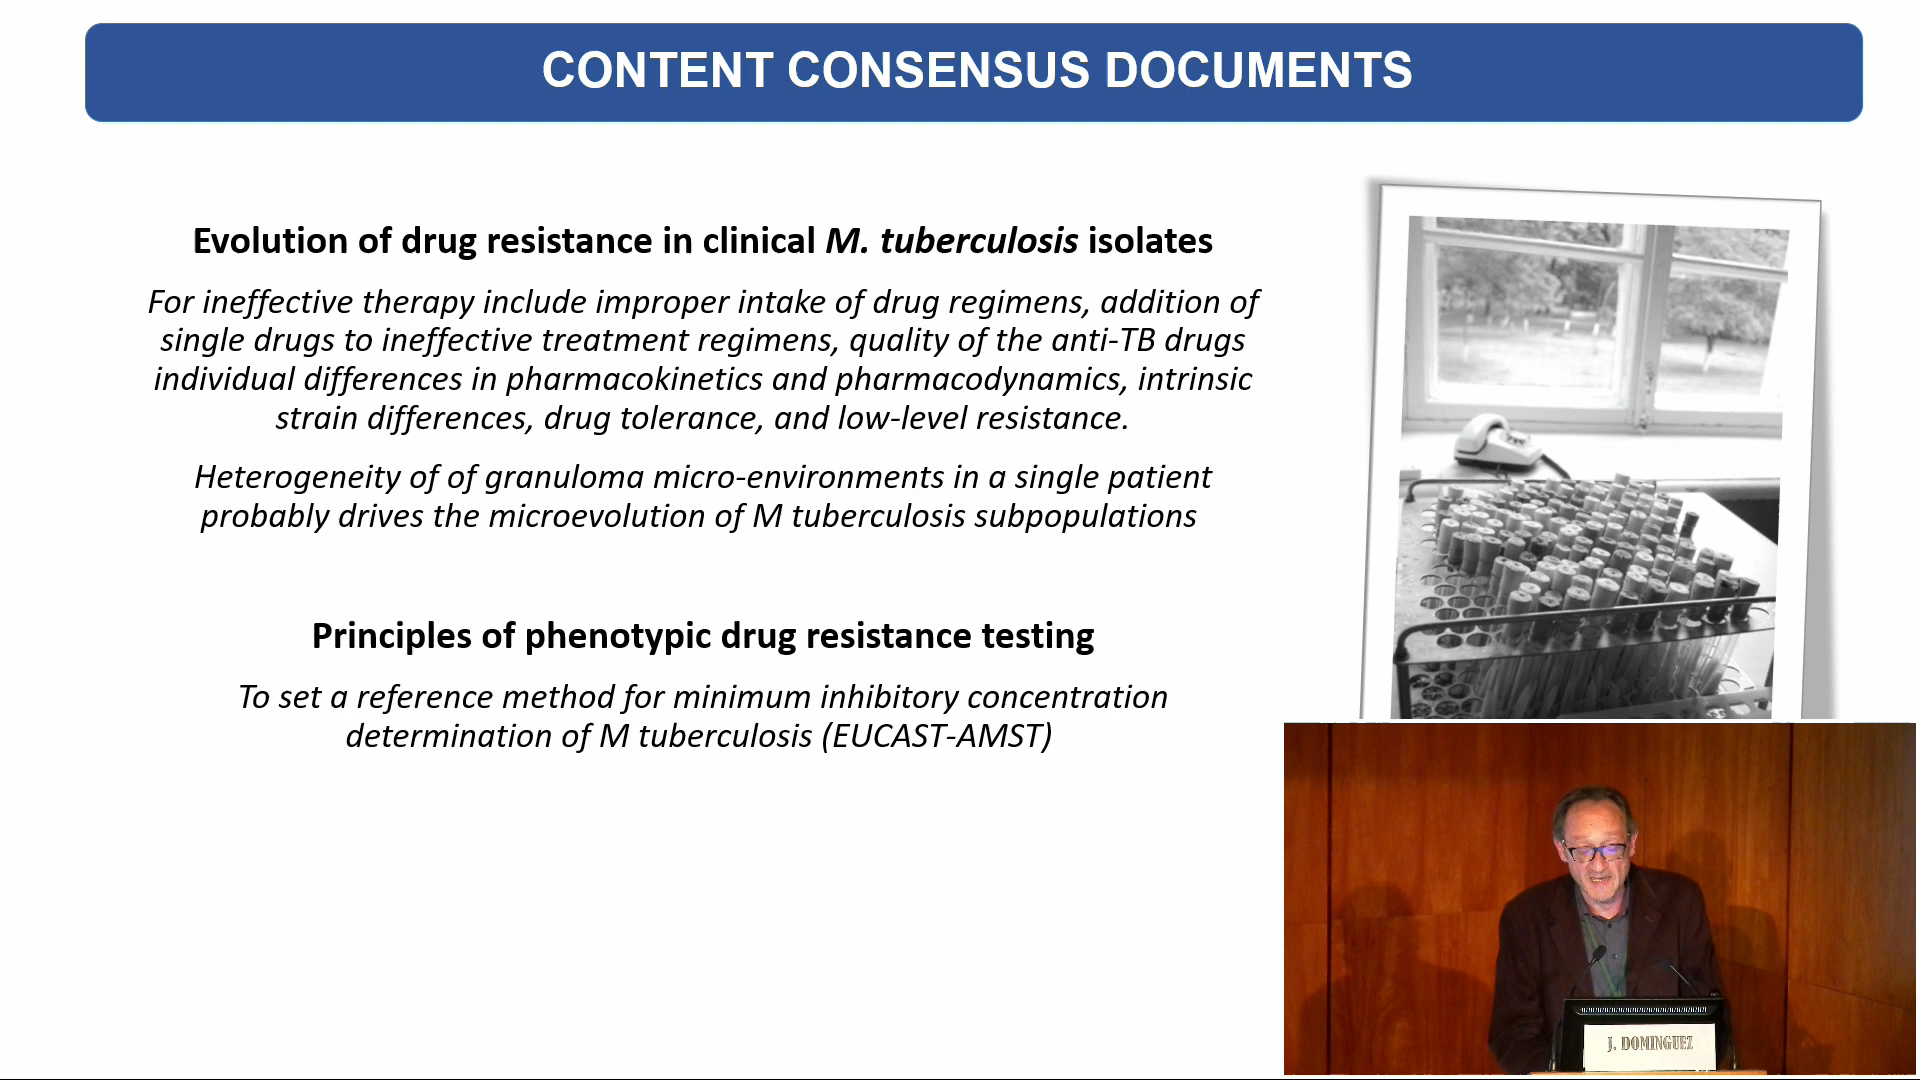 CONTENT CONSENSUS DOCUMENTS
Evolution of drug resistance in clinical M. tuberculosis isolates
For ineffective therapy include improper intake of drug regimens, addition of
single drugs to ineffective treatment regimens, quality of the anti-TB drugs
individual differences in pharmacokinetics and pharmacodynamics, intrinsic
strain differences, drug tolerance, and low-level resistance.
Heterogeneity of of granuloma micro-environments in a single patient
probably drives the microevolution of M tuberculosis subpopulations
Principles of phenotypic drug resistance testing
To set a reference method for minimum inhibitory concentration
determination of M tuberculosis (EUCAST-AMST)
J. DOMINGUEZ